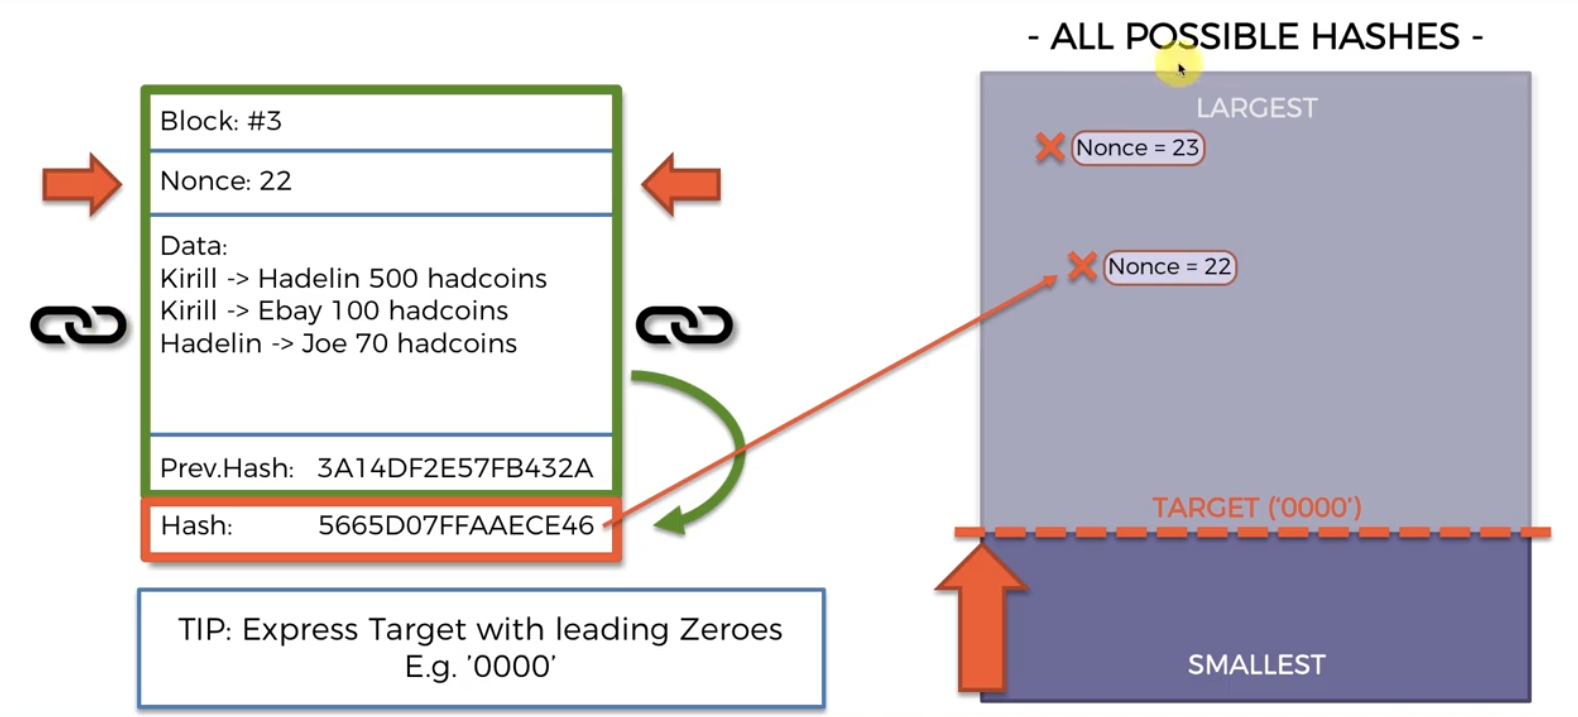 - ALL POSSIBLE HASHES -
Block: #3
Nonce: 22
Data:
Kirill -> Hadelin 500 hadcoins
Kirill -> Ebay 100 hadcoins
Hadelin -> Joe 70 hadcoins
Prev.Hash: 3A14DF2E57FB432A
Hash: 5665D07FFAAECE46
TIP: Express Target with leading Zeroes
E.g. ’0000’
LARGEST
Nonce = 23
Nonce = 22
TARGET (‘0000’)
SMALLEST